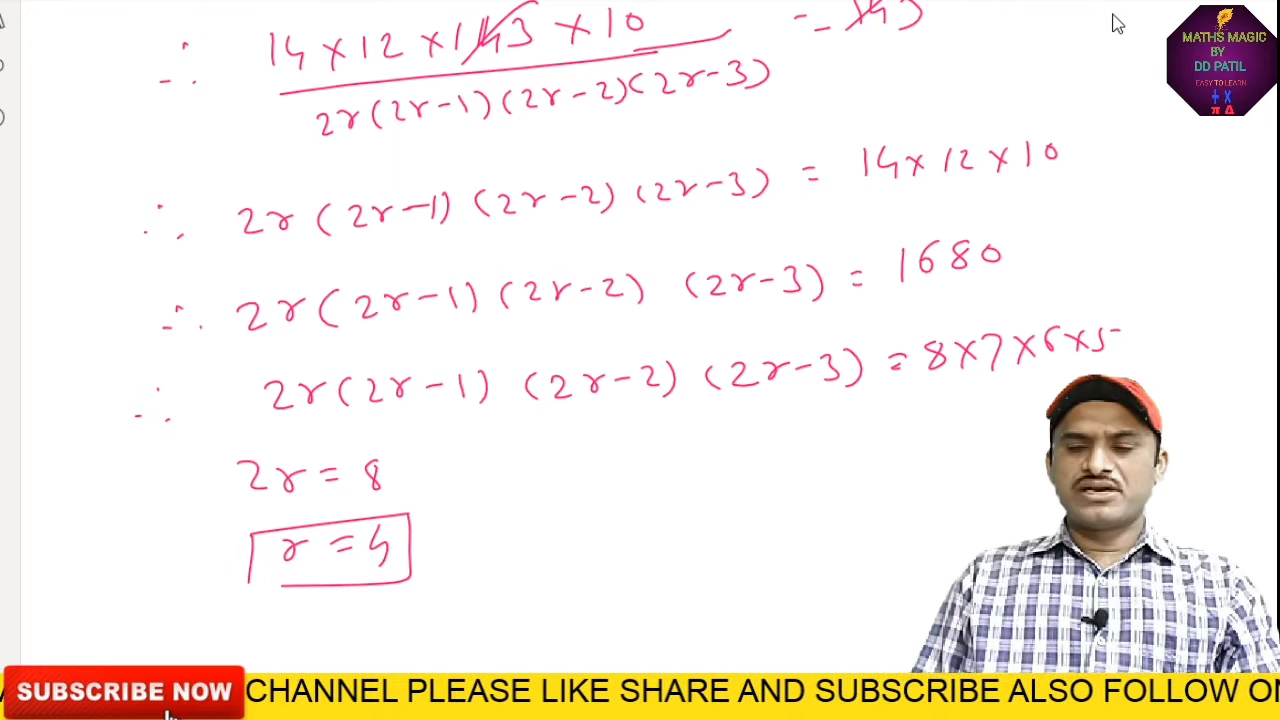 ∴ 14 × 12 × 143 × 10 = 143
2r(2r-1)(2r-2)(2r-3)
MATHS MAGIC
BY
DD PATIL
EASY TO LEARN
+ X
π Δ
∴ 2r(2r-1)(2r-2)(2r-3) = 14×12×10
∴ 2r(2r-1)(2r-2)(2r-3) = 1680
∴ 2r(2r-1)(2r-2)(2r-3) = 8×7×6×5
2r = 8
r = 4
SUBSCRIBE NOW
CHANNEL PLEASE LIKE SHARE AND SUBSCRIBE ALSO FOLLOW ON